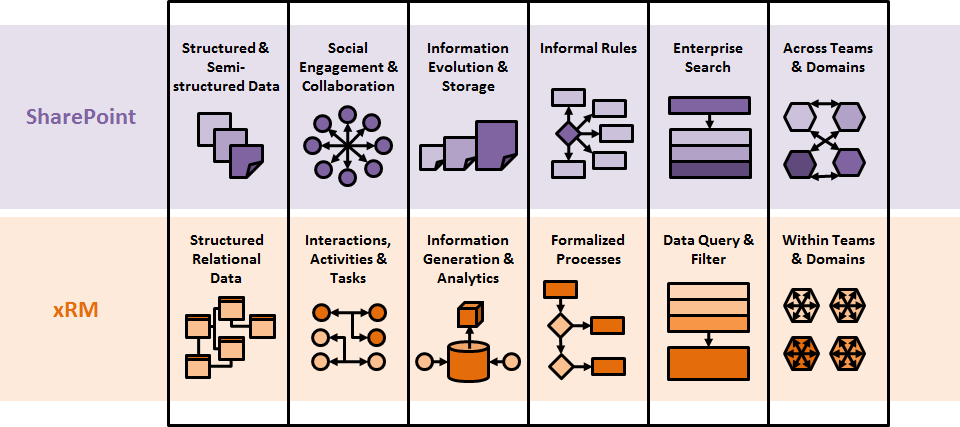 SharePoint
Structured &
Semi-
structured Data
Social
Engagement &
Collaboration
Information
Evolution &
Storage
Informal Rules
Enterprise
Search
Across Teams
& Domains
xRM
Structured
Relational
Data
Interactions,
Activities &
Tasks
Information
Generation &
Analytics
Formalized
Processes
Data Query &
Filter
Within Teams
& Domains